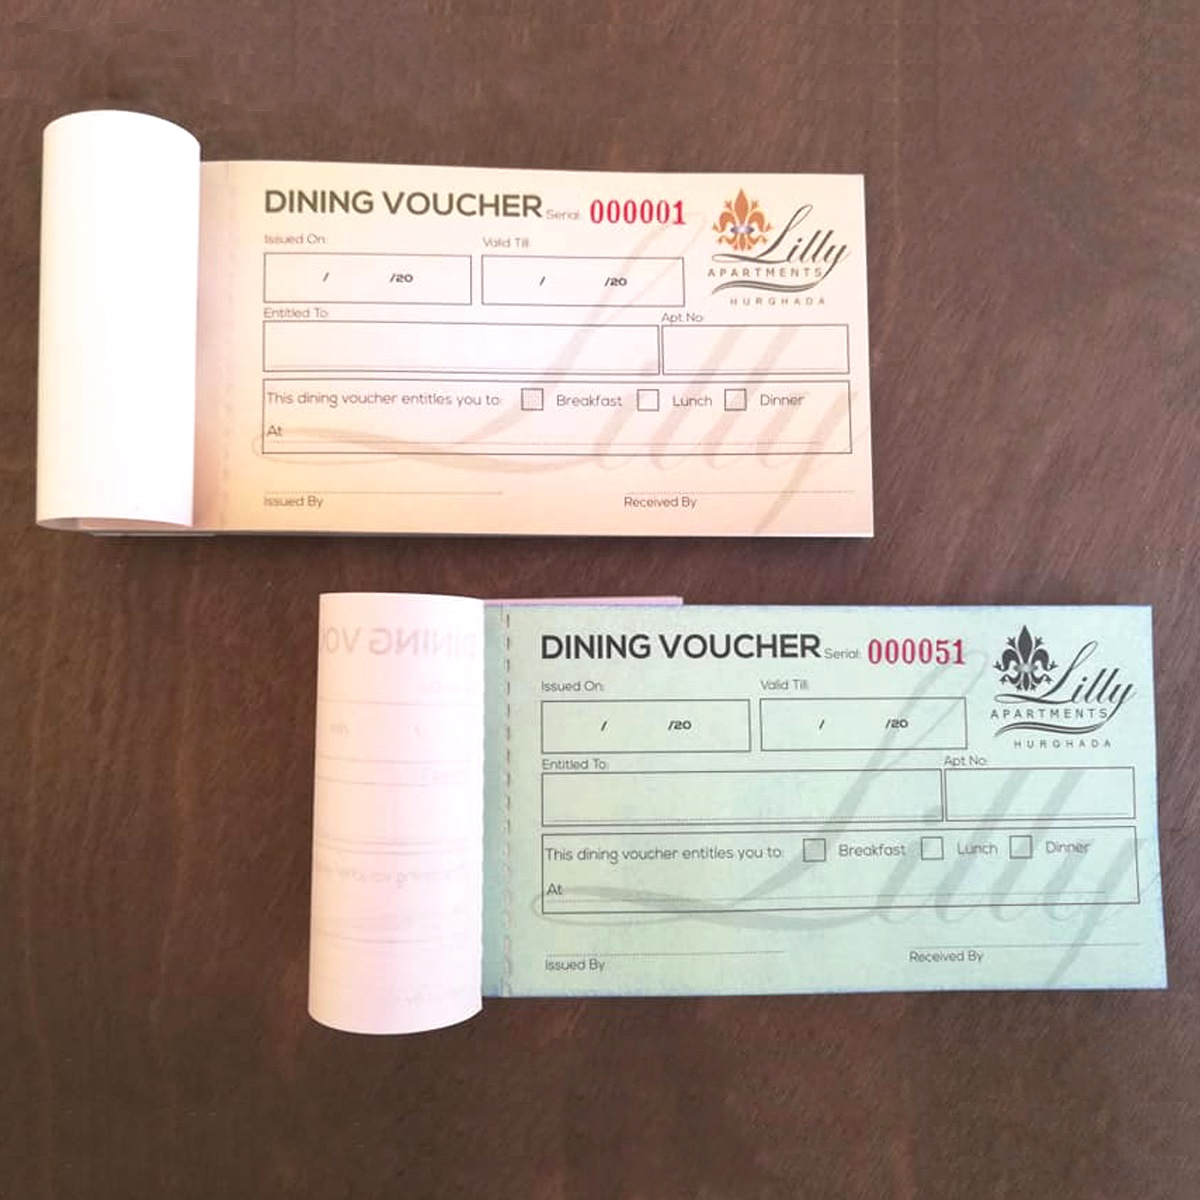 DINING VOUCHER Serial: 000001
Lilly
APARTMENTS
HURGHADA
Issued On:
Valid Till:
/ /20
/ /20
Entitled To:
Apt No:
This dining voucher entitles you to: Breakfast Lunch Dinner
At
Issued By
Received By
Lilly
DINING VOUCHER Serial: 000051
Lilly
APARTMENTS
HURGHADA
Issued On:
Valid Till:
/ /20
/ /20
Entitled To:
Apt No:
This dining voucher entitles you to: Breakfast Lunch Dinner
At
Issued By
Received By
Lilly